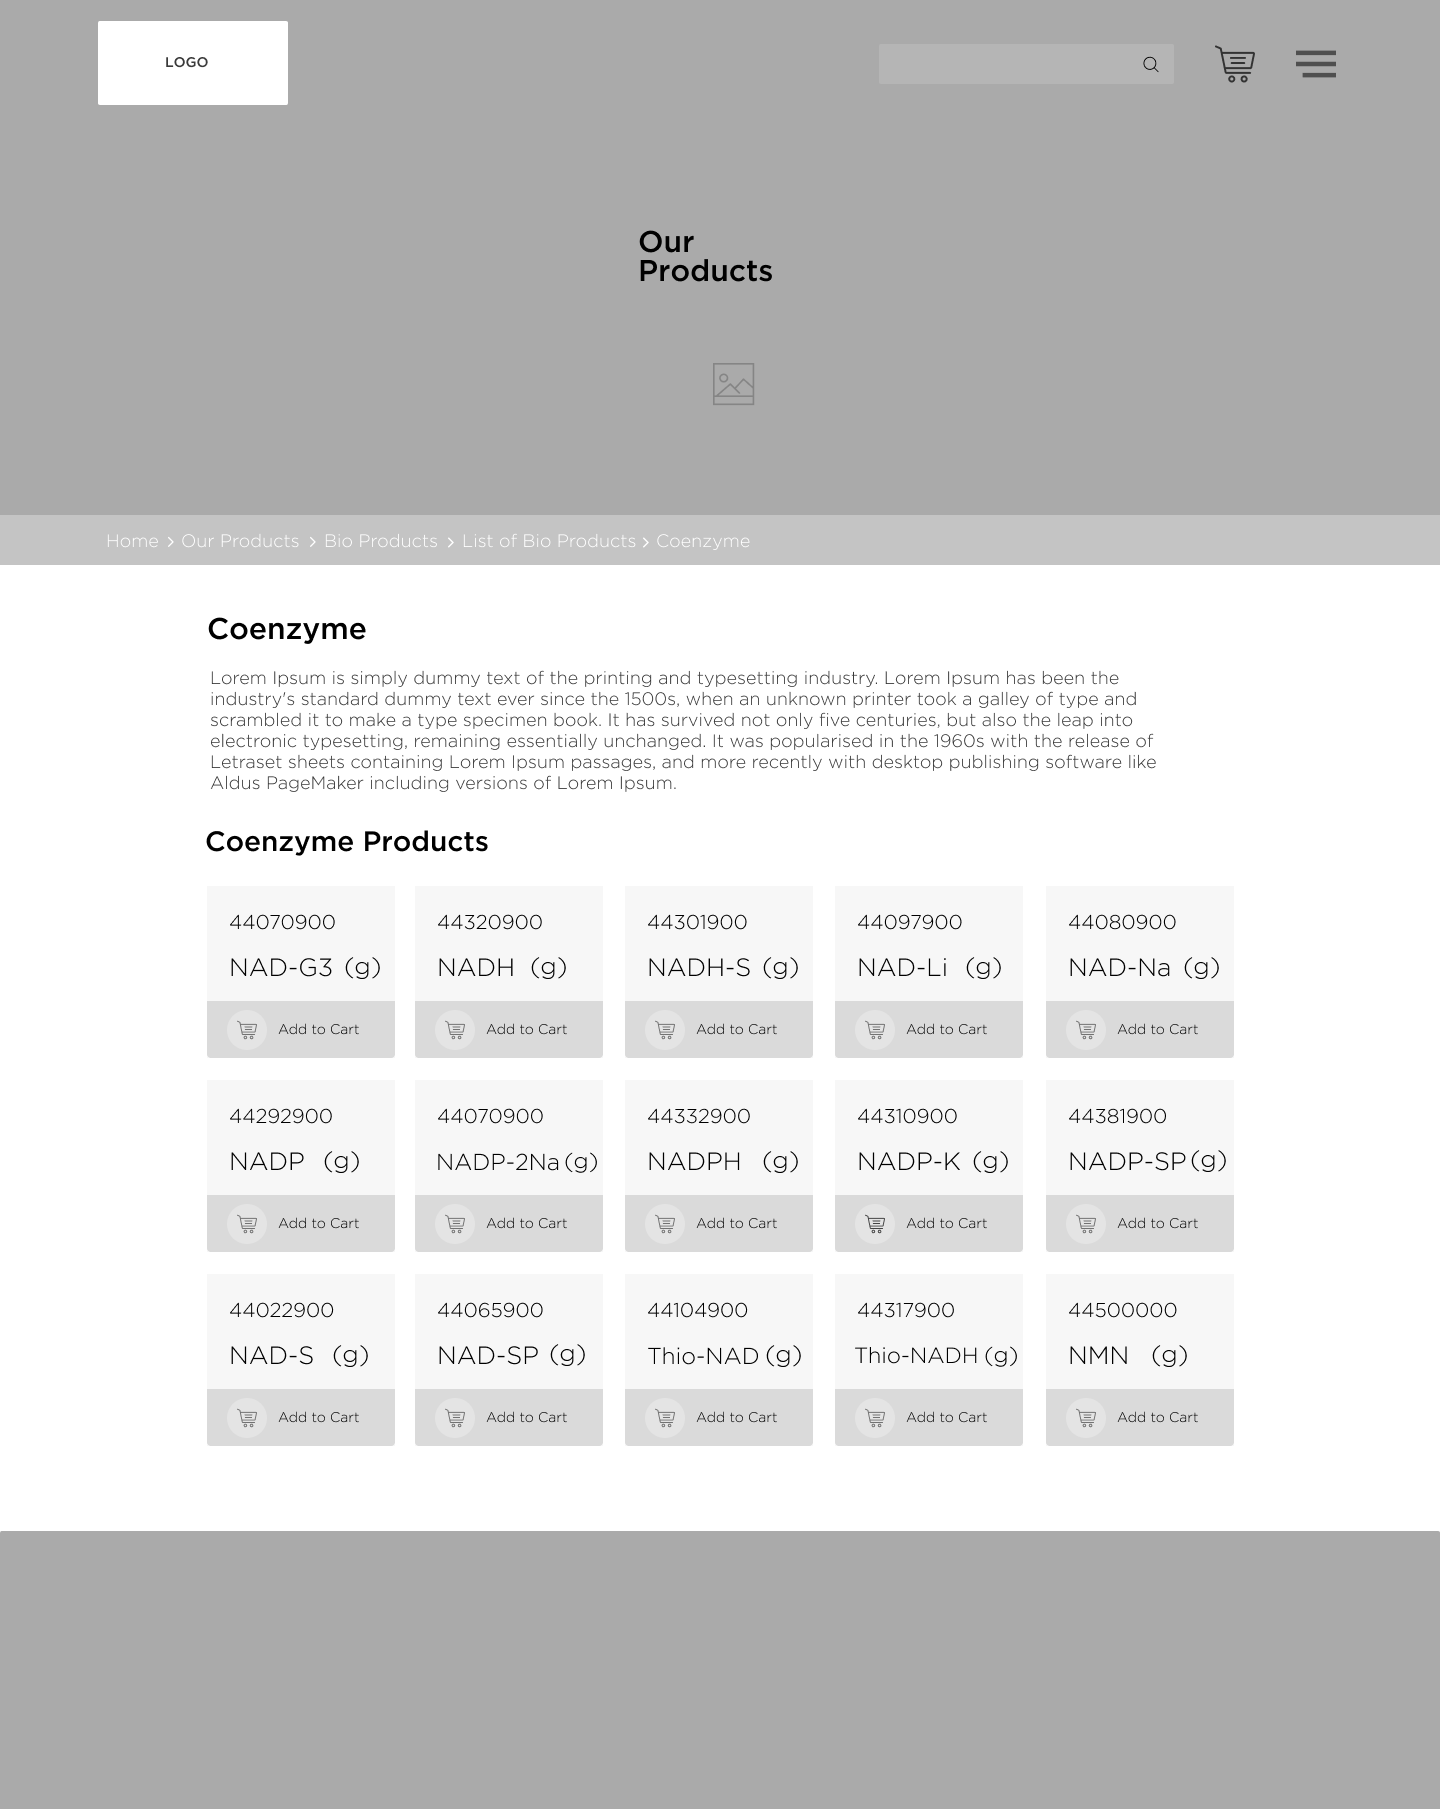 LOGO
Our
Products
Home > Our Products > Bio Products > List of Bio Products > Coenzyme
Coenzyme
Lorem Ipsum is simply dummy text of the printing and typesetting industry. Lorem Ipsum has been the
industry's standard dummy text ever since the 1500s, when an unknown printer took a galley of type and
scrambled it to make a type specimen book. It has survived not only five centuries, but also the leap into
electronic typesetting, remaining essentially unchanged. It was popularised in the 1960s with the release of
Letraset sheets containing Lorem Ipsum passages, and more recently with desktop publishing software like
Aldus PageMaker including versions of Lorem Ipsum.
Coenzyme Products
44070900
NAD-G3 (g)
Add to Cart
44320900
NADH (g)
Add to Cart
44301900
NADH-S (g)
Add to Cart
44097900
NAD-Li (g)
Add to Cart
44080900
NAD-Na (g)
Add to Cart
44292900
NADP (g)
Add to Cart
44070900
NADP-2Na (g)
Add to Cart
44332900
NADPH (g)
Add to Cart
44310900
NADP-K (g)
Add to Cart
44381900
NADP-SP (g)
Add to Cart
44022900
NAD-S (g)
Add to Cart
44065900
NAD-SP (g)
Add to Cart
44104900
Thio-NAD (g)
Add to Cart
44317900
Thio-NADH (g)
Add to Cart
44500000
NMN (g)
Add to Cart